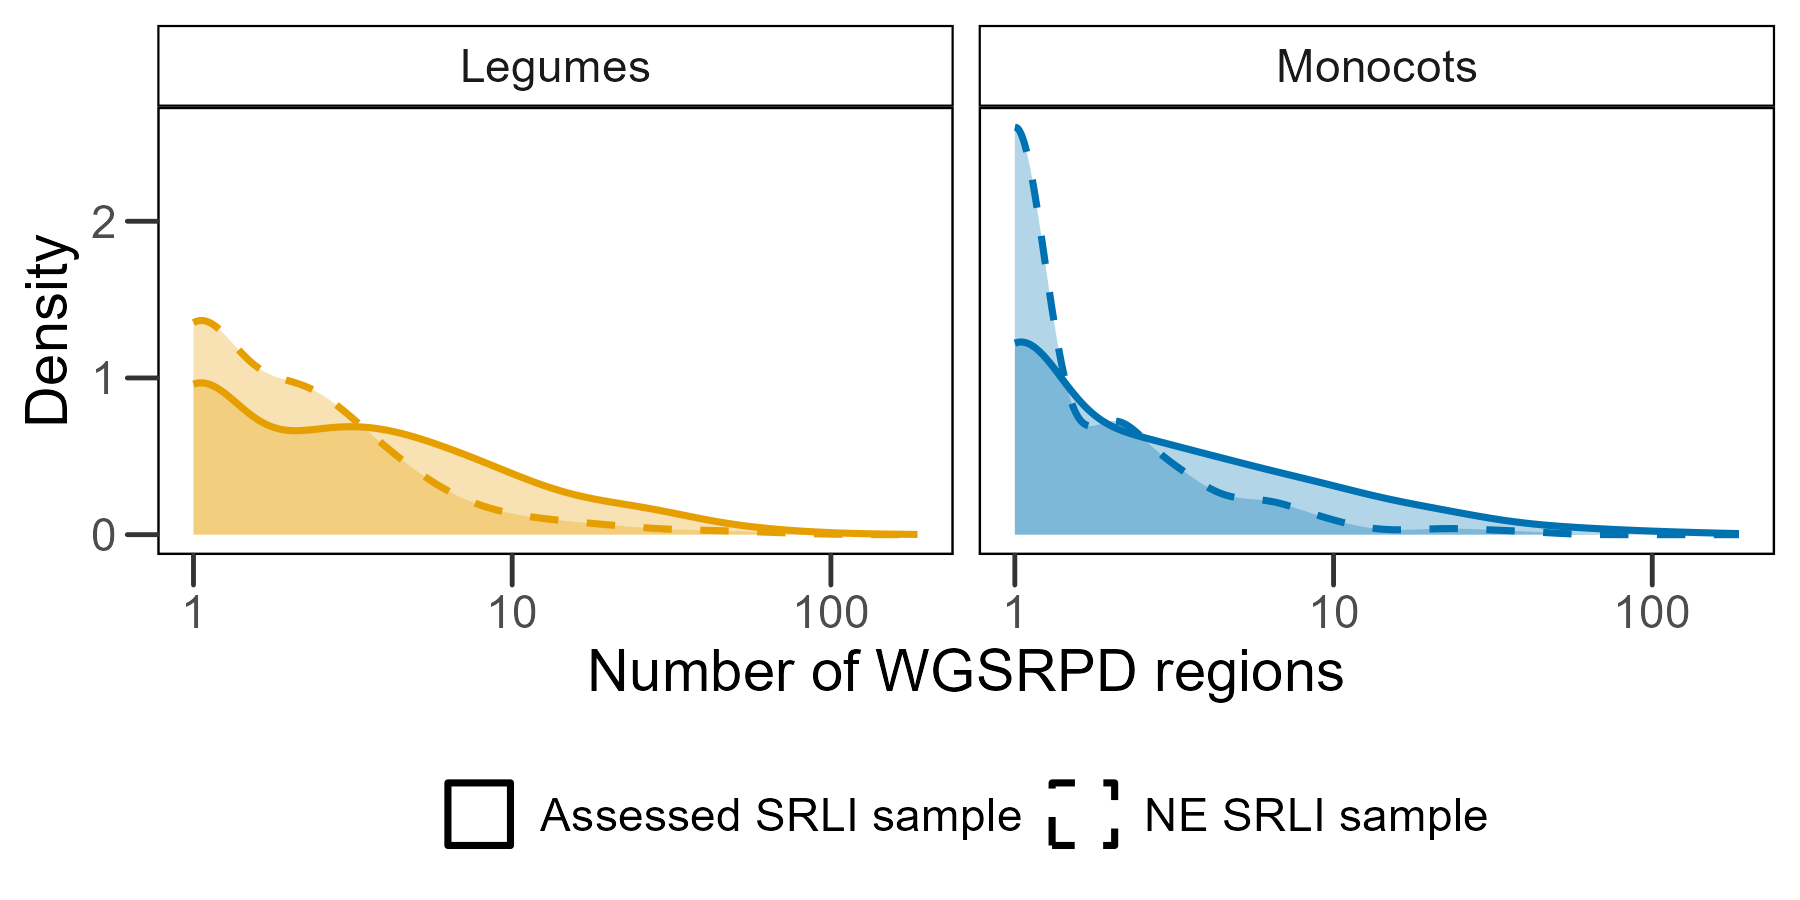 Legumes
Monocots
Density
2
1
0
1
10
100
1
10
100
Number of WGSRPD regions
Assessed SRLI sample
NE SRLI sample